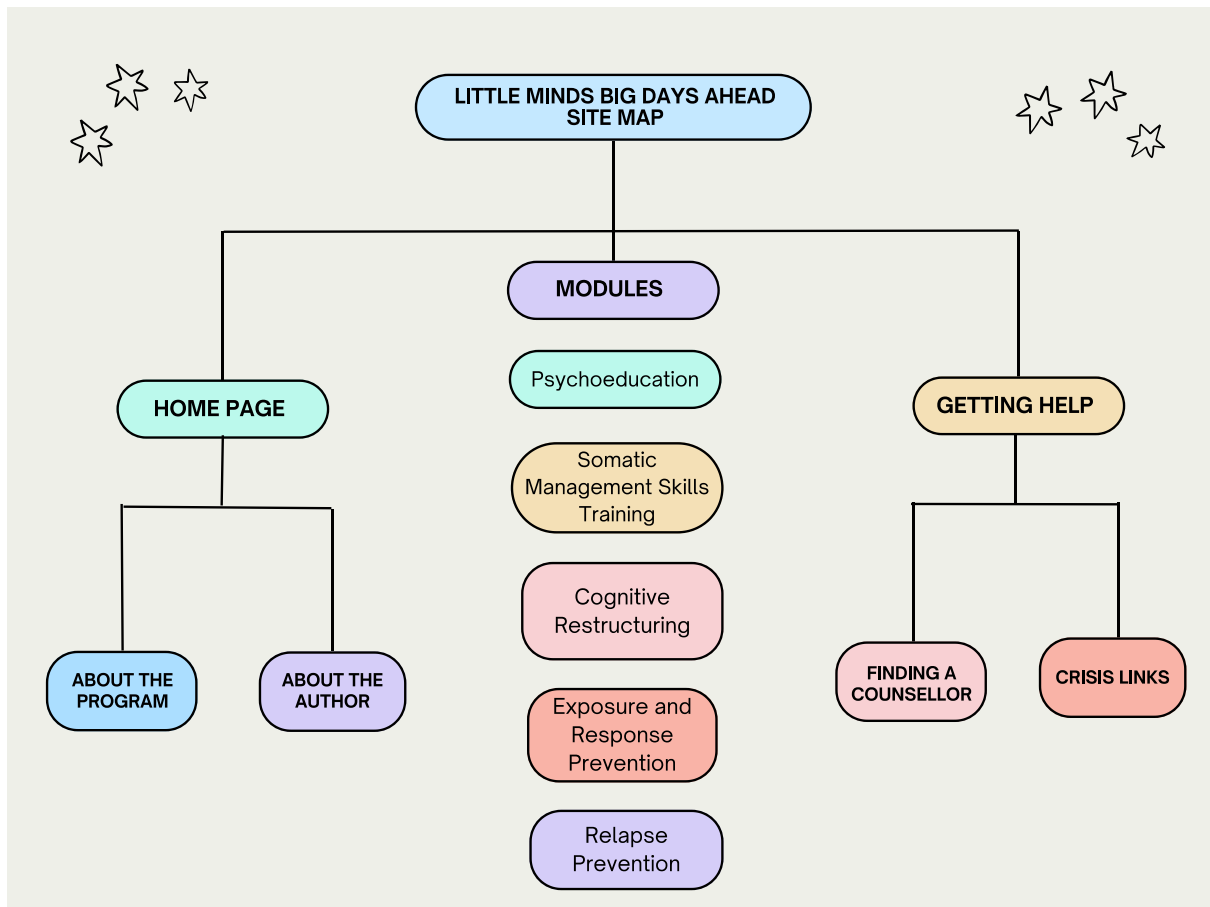 LITTLE MINDS BIG DAYS AHEAD
SITE MAP
MODULES
Psychoeducation
HOME PAGE
GETTING HELP
Somatic
Management Skills
Training
Cognitive
Restructuring
ABOUT THE
PROGRAM
ABOUT THE
AUTHOR
FINDING A
COUNSELLOR
CRISIS LINKS
Exposure and
Response
Prevention
Relapse
Prevention